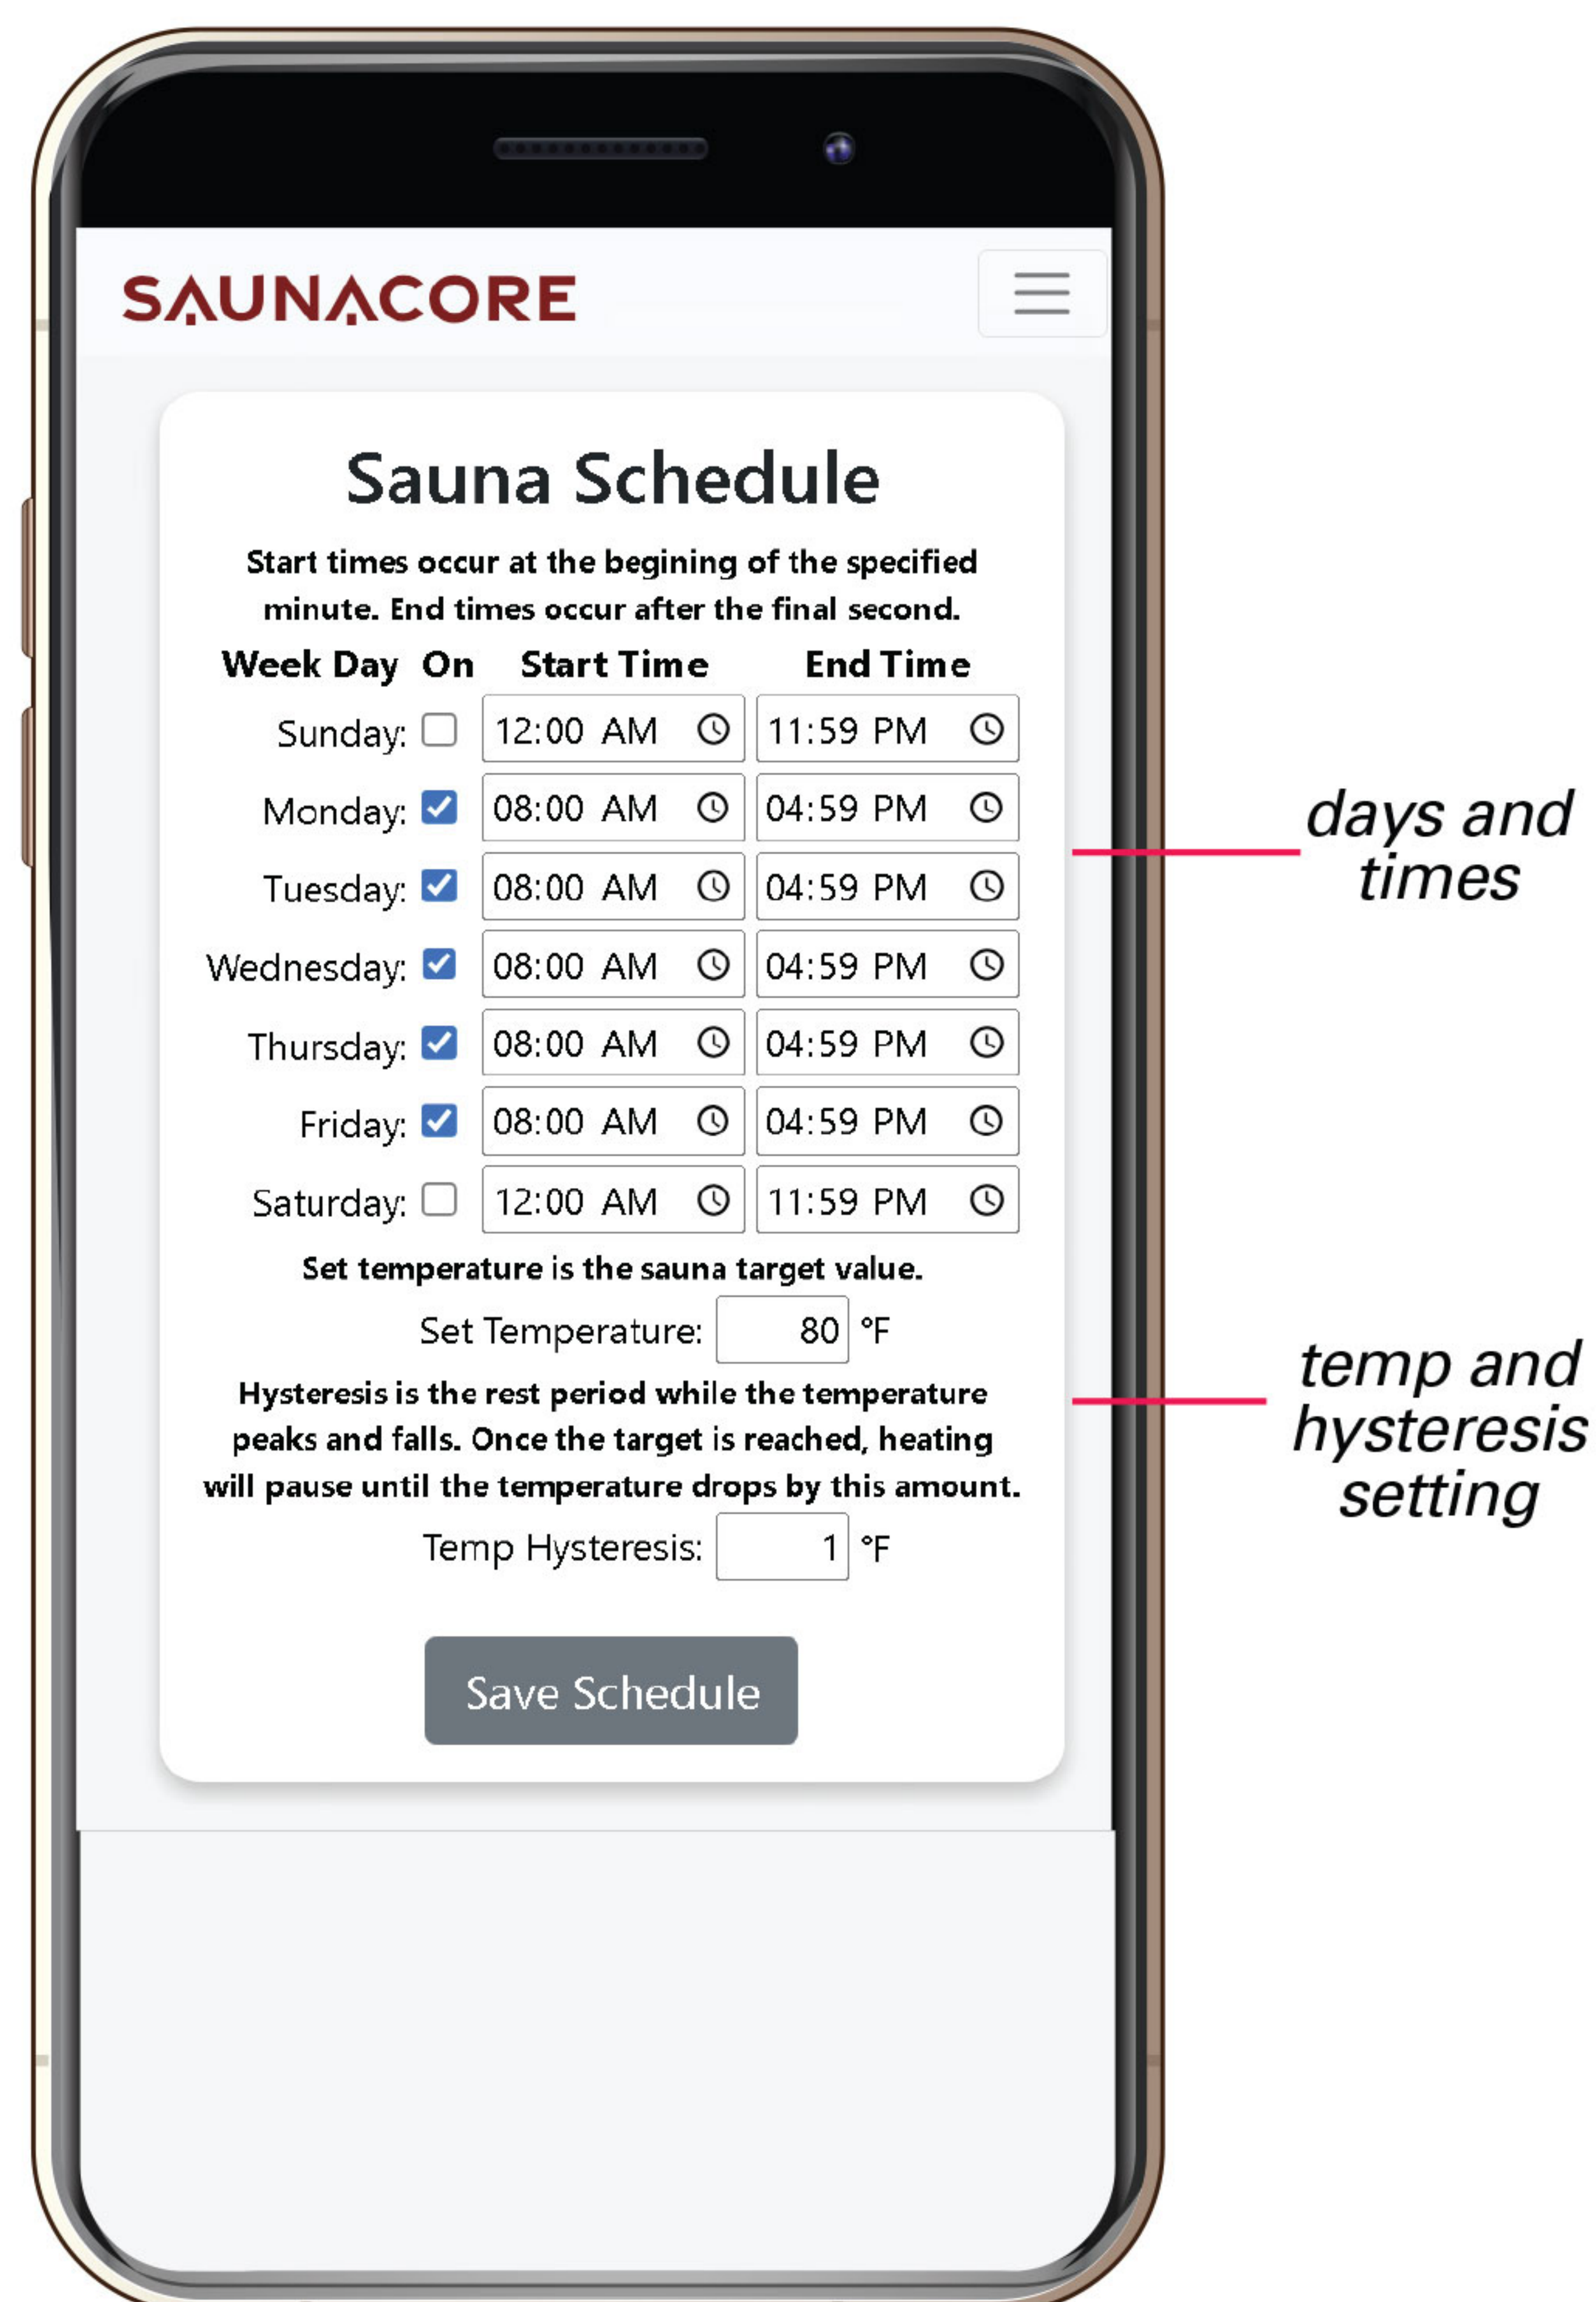 SAUNACORE
Sauna Schedule
Start times occur at the begining of the specified
minute. End times occur after the final second.
Week Day On Start Time End Time
Sunday: 12:00 AM 11:59 PM
Monday: 08:00 AM 04:59 PM
Tuesday: 08:00 AM 04:59 PM
Wednesday: 08:00 AM 04:59 PM
Thursday: 08:00 AM 04:59 PM
Friday: 08:00 AM 04:59 PM
Saturday: 12:00 AM 11:59 PM
Set temperature is the sauna target value.
Set Temperature: 80 °F
Hysteresis is the rest period while the temperature
peaks and falls. Once the target is reached, heating
will pause until the temperature drops by this amount.
Temp Hysteresis: 1 °F
Save Schedule
days and
times
temp and
hysteresis
setting